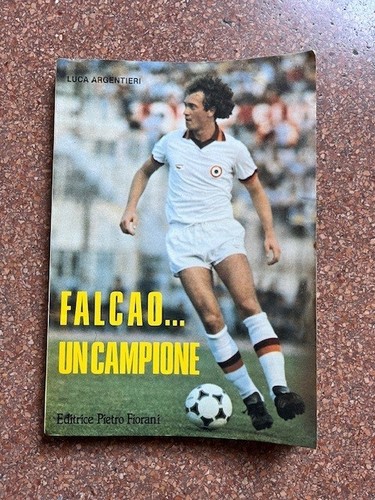 LUCA ARGENTIERI
FALCAO...
UN CAMPIONE
Editrice Pietro Fiorani